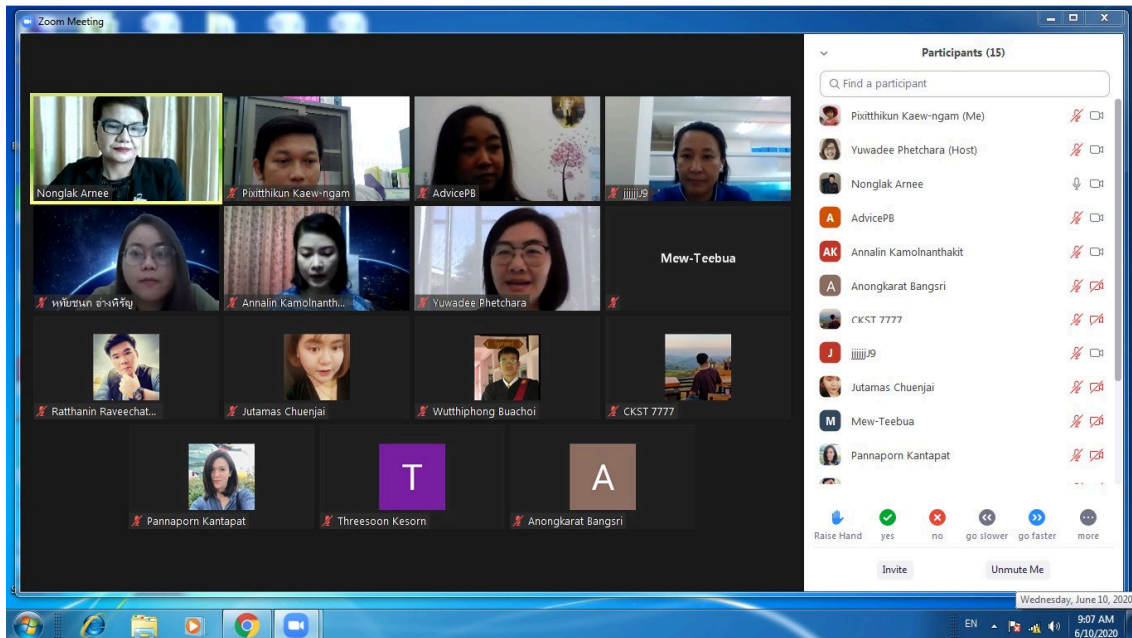 Zoom Meeting
Nonglak Arnee
Pixitthikun Kaew-ngam
AdvicePB
jjjjjjJ9
หทัยชนก อ่างหิรัญ
Annalin Kamolnanth...
Yuwadee Phetchara
Mew-Teebua
Ratthanin Raveechat...
Jutamas Chuenjai
Wutthiphong Buachoi
CKST 7777
Pannaporn Kantapat
T
Threesoon Kesorn
A
Anongkarat Bangsri
Participants (15)
Find a participant
Pixitthikun Kaew-ngam (Me)
Yuwadee Phetchara (Host)
Nonglak Arnee
A AdvicePB
AK Annalin Kamolnanthakit
A Anongkarat Bangsri
CKST 7777
J jjjjjjJ9
Jutamas Chuenjai
M Mew-Teebua
Pannaporn Kantapat
Raise Hand yes no go slower go faster more
Invite Unmute Me
Wednesday, June 10, 2020
EN 9:07 AM
6/10/2020